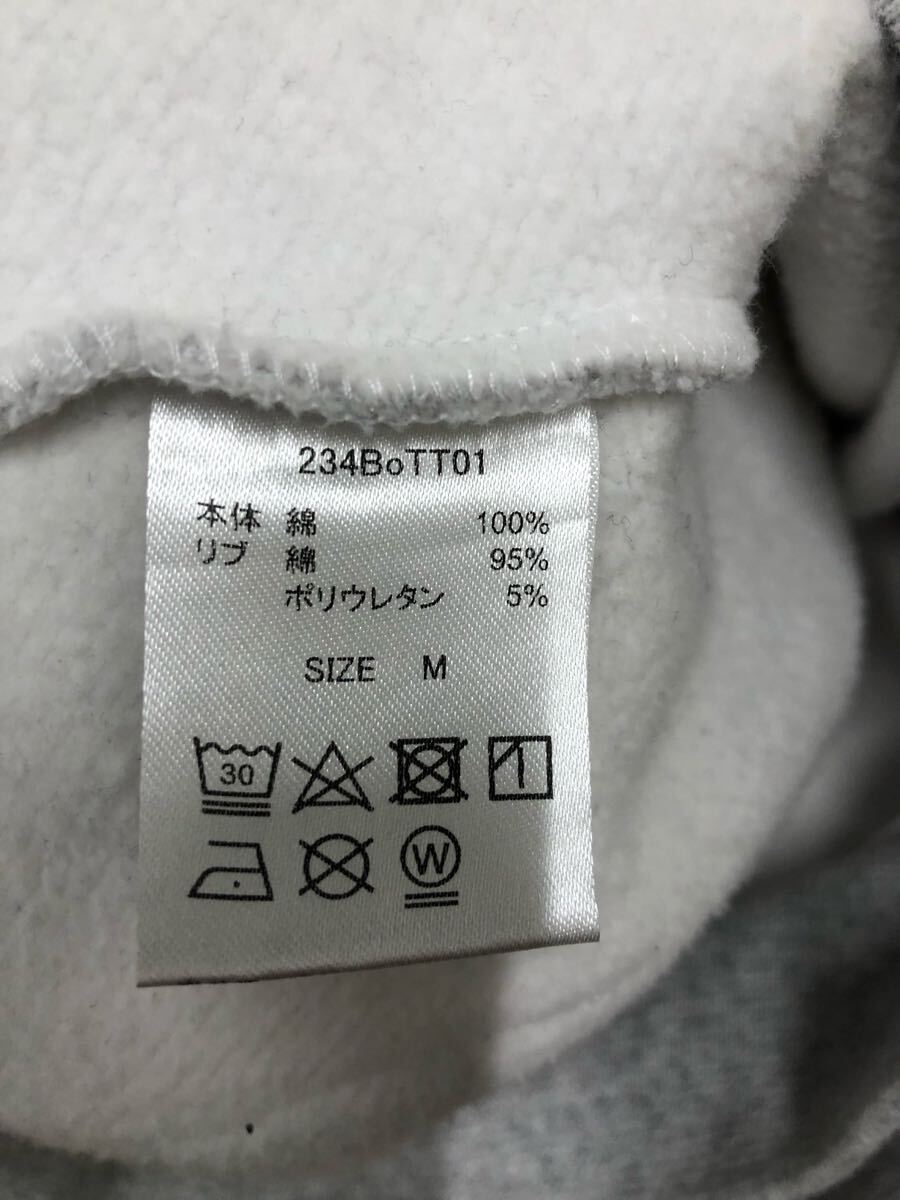 234BoTT01
本体 綿 100%
リブ 綿 95%
ポリウレタン 5%
SIZE M
30
W